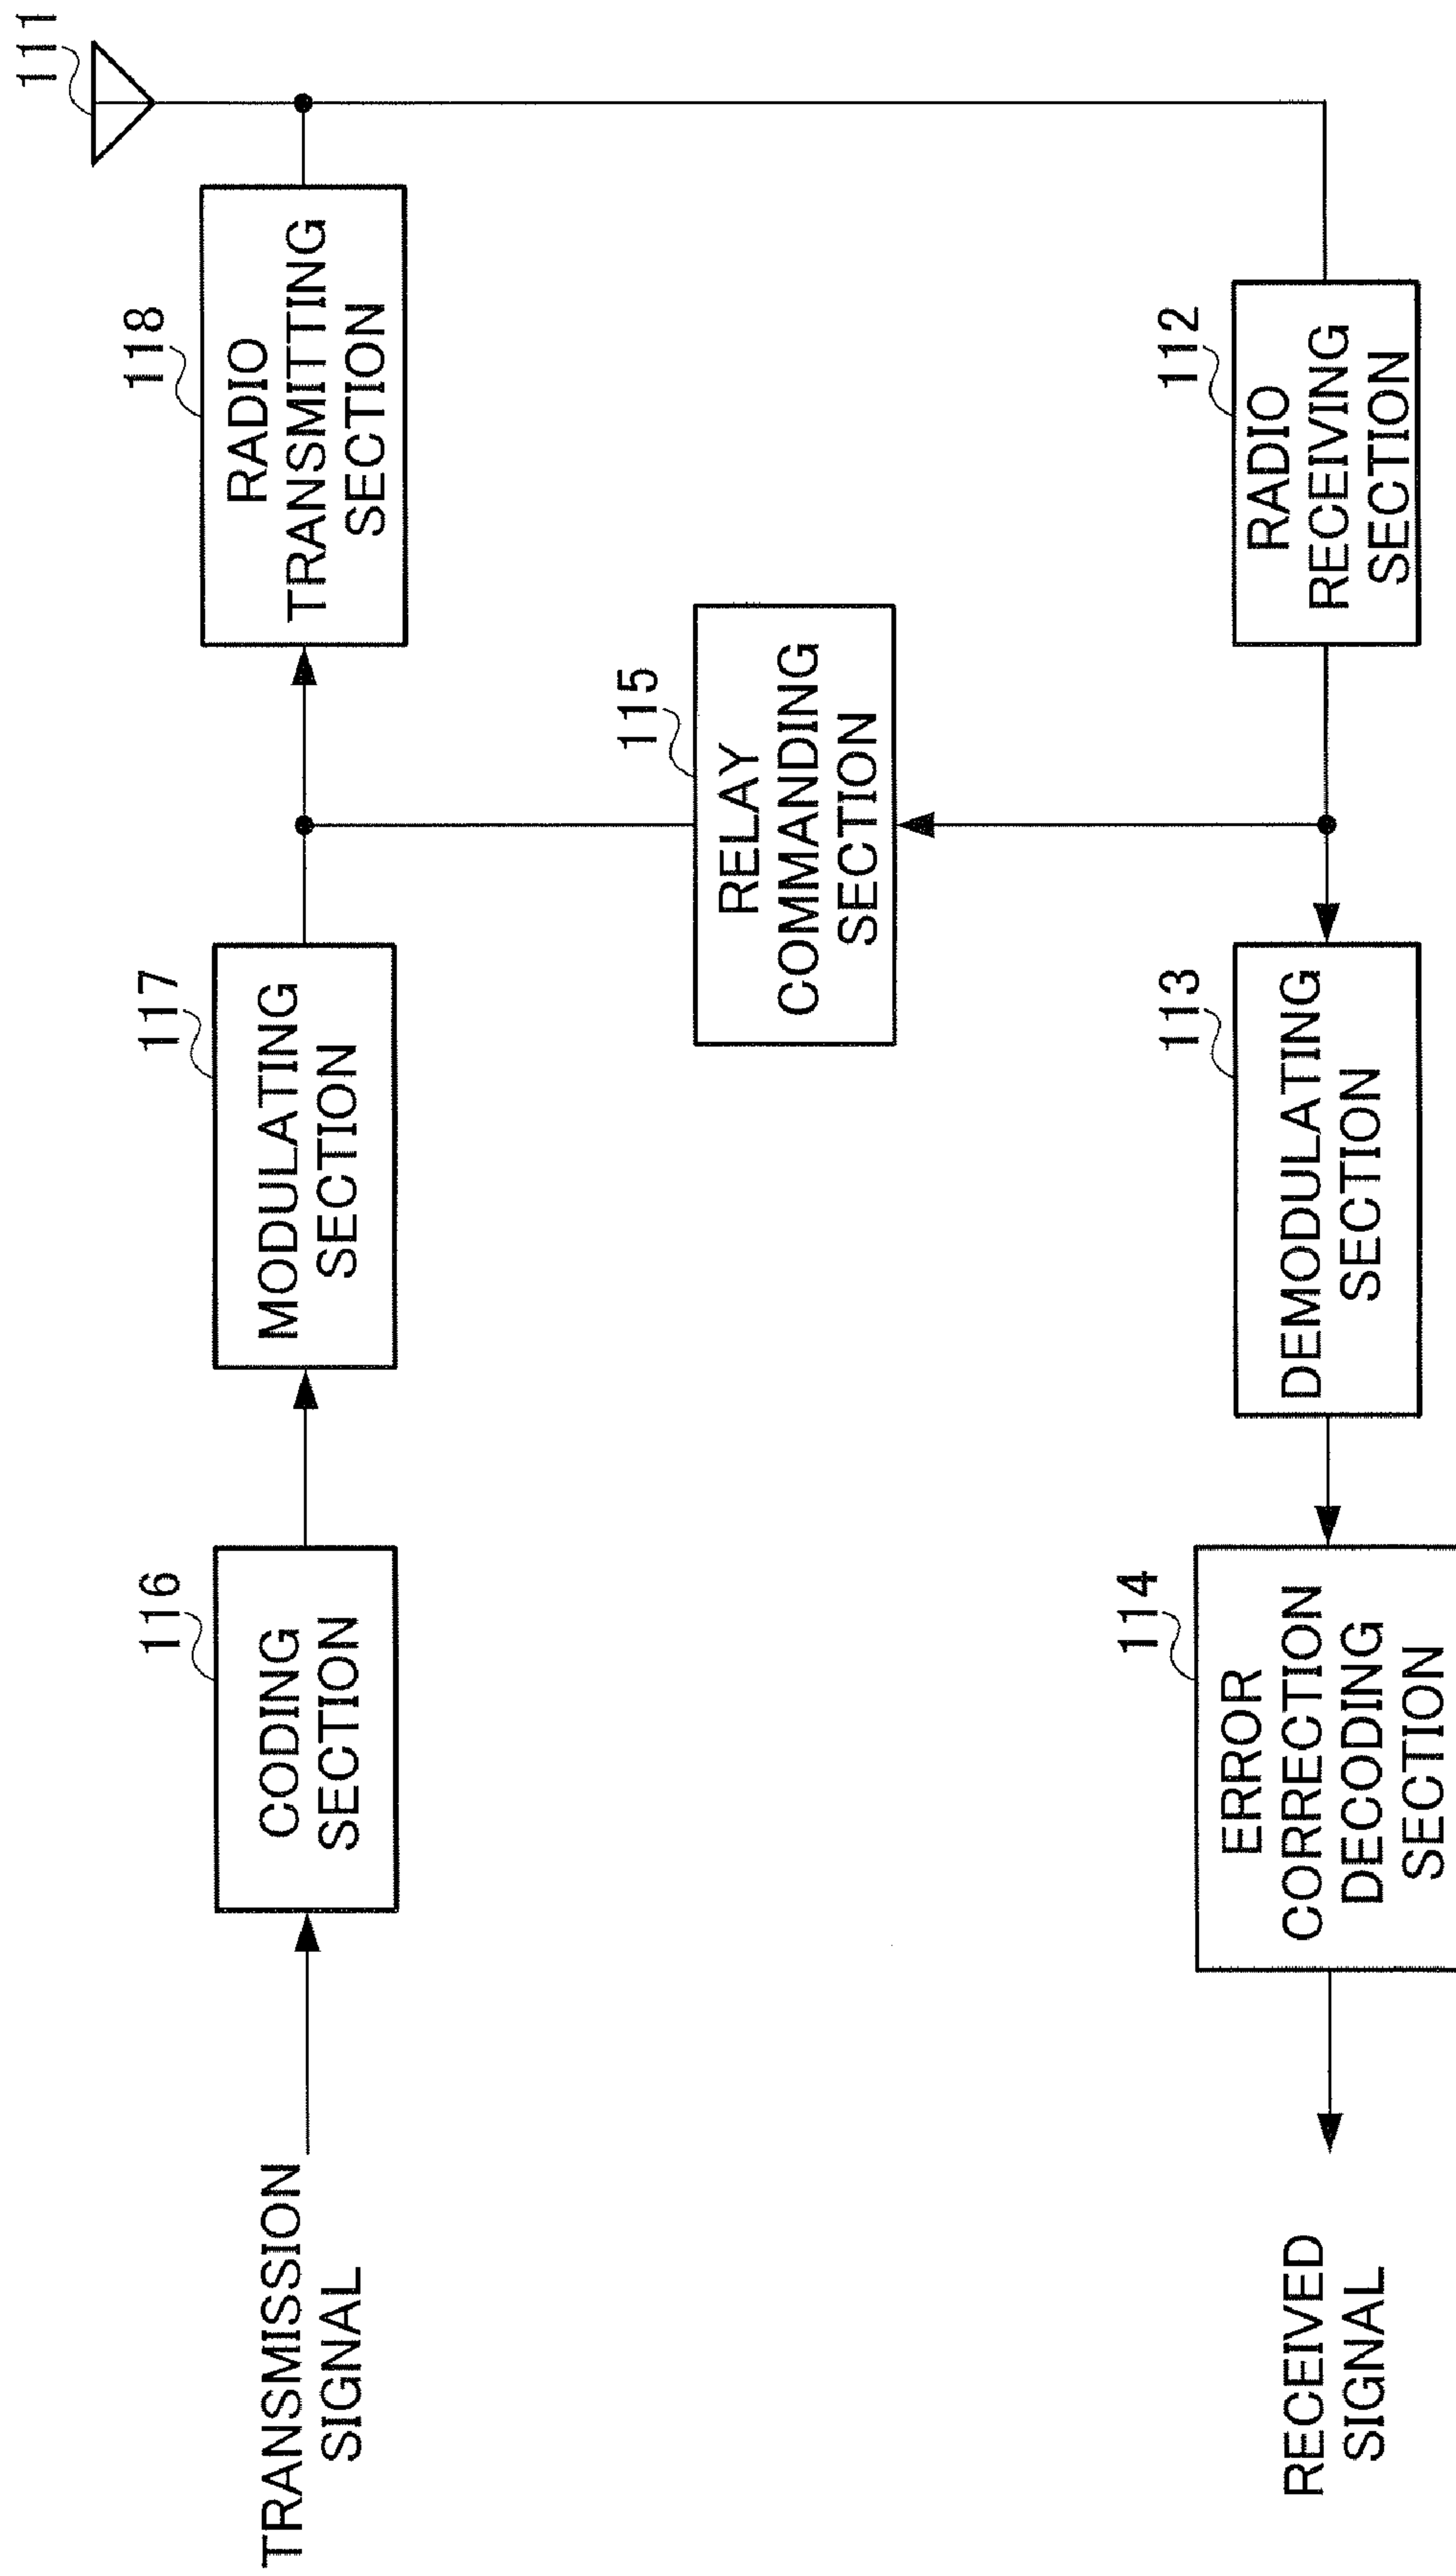 111
118
RADIO
TRANSMITTING
SECTION
117
MODULATING
SECTION
116
CODING
SECTION
TRANSMISSION
SIGNAL
115
RELAY
COMMANDING
SECTION
112
RADIO
RECEIVING
SECTION
113
DEMODULATING
SECTION
114
ERROR
CORRECTION
DECODING
SECTION
RECEIVED
SIGNAL